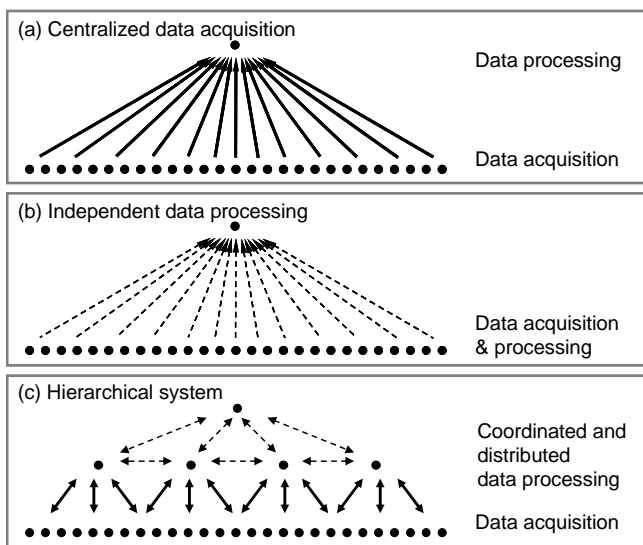 (a) Centralized data acquisition
Data processing
Data acquisition
(b) Independent data processing
Data acquisition
& processing
(c) Hierarchical system
Coordinated and
distributed
data processing
Data acquisition